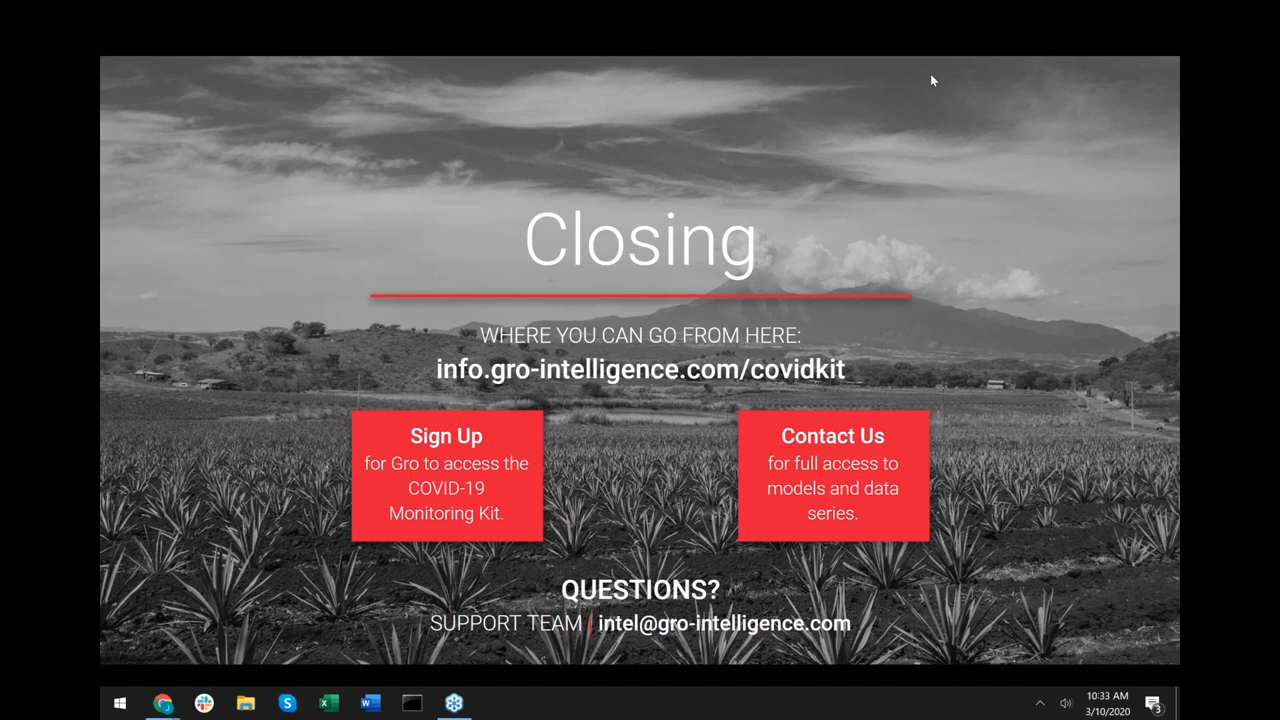 Closing
WHERE YOU CAN GO FROM HERE:
info.gro-intelligence.com/covidkit
Sign Up
for Gro to access the
COVID-19
Monitoring Kit.
Contact Us
for full access to
models and data
series.
QUESTIONS?
SUPPORT TEAM | intel@gro-intelligence.com
10:33 AM
3/10/2020
3